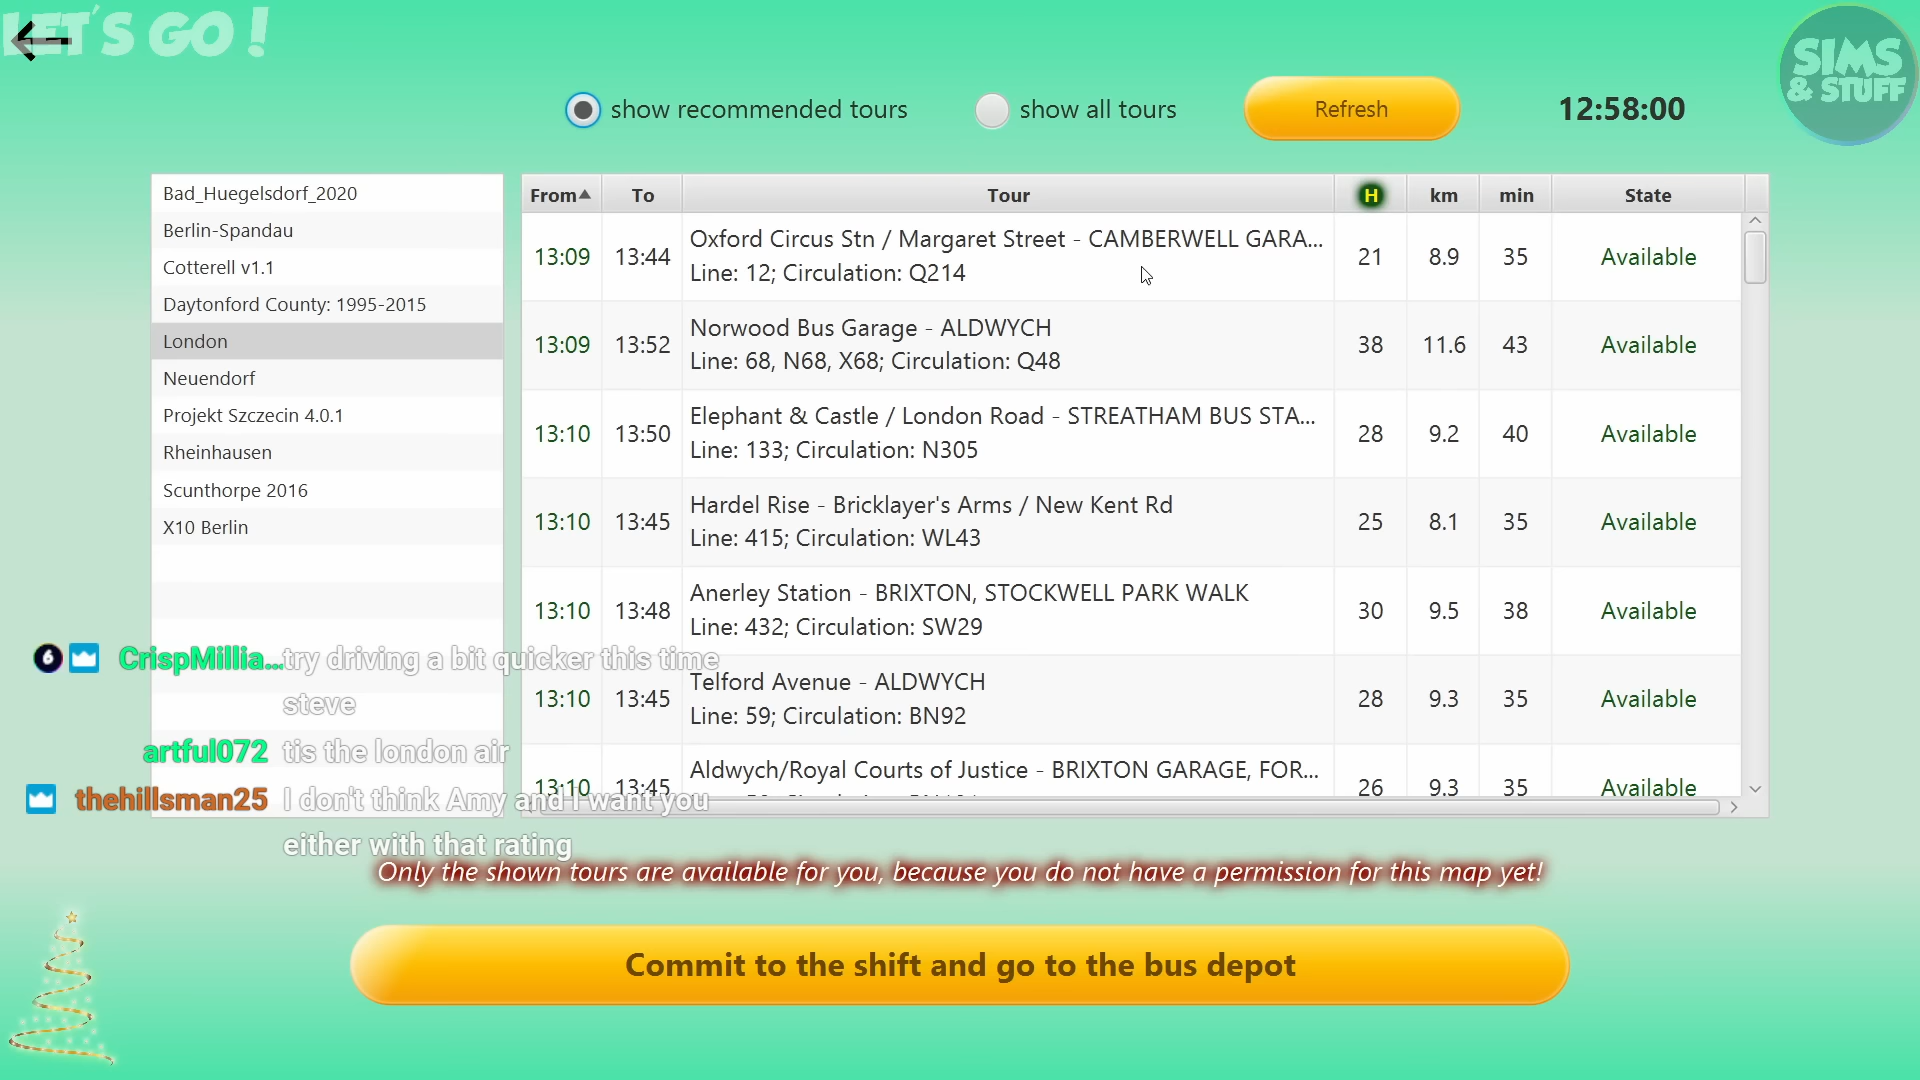 LET'S GO!
SIMS
& STUFF
show recommended tours
show all tours
Refresh
12:58:00
Bad_Huegelsdorf_2020
Berlin-Spandau
Cotterell v1.1
Daytonford County: 1995-2015
London
Neuendorf
Projekt Szczecin 4.0.1
Rheinhausen
Scunthorpe 2016
X10 Berlin
From To Tour H km min State
13:09 13:44 Oxford Circus Stn / Margaret Street - CAMBERWELL GARA... 21 8.9 35 Available
Line: 12; Circulation: Q214
13:09 13:52 Norwood Bus Garage - ALDWYCH 38 11.6 43 Available
Line: 68, N68, X68; Circulation: Q48
13:10 13:50 Elephant & Castle / London Road - STREATHAM BUS STA... 28 9.2 40 Available
Line: 133; Circulation: N305
13:10 13:45 Hardel Rise - Bricklayer's Arms / New Kent Rd 25 8.1 35 Available
Line: 415; Circulation: WL43
13:10 13:48 Anerley Station - BRIXTON, STOCKWELL PARK WALK 30 9.5 38 Available
Line: 432; Circulation: SW29
13:10 13:45 Telford Avenue - ALDWYCH 28 9.3 35 Available
Line: 59; Circulation: BN92
13:10 13:45 Aldwych/Royal Courts of Justice - BRIXTON GARAGE, FOR... 26 9.3 35 Available
6 CrispMillia... try driving a bit quicker this time
steve
artful072 tis the london air
thehillsman25 I don't think Amy and I want you
either with that rating
Only the shown tours are available for you, because you do not have a permission for this map yet!
Commit to the shift and go to the bus depot